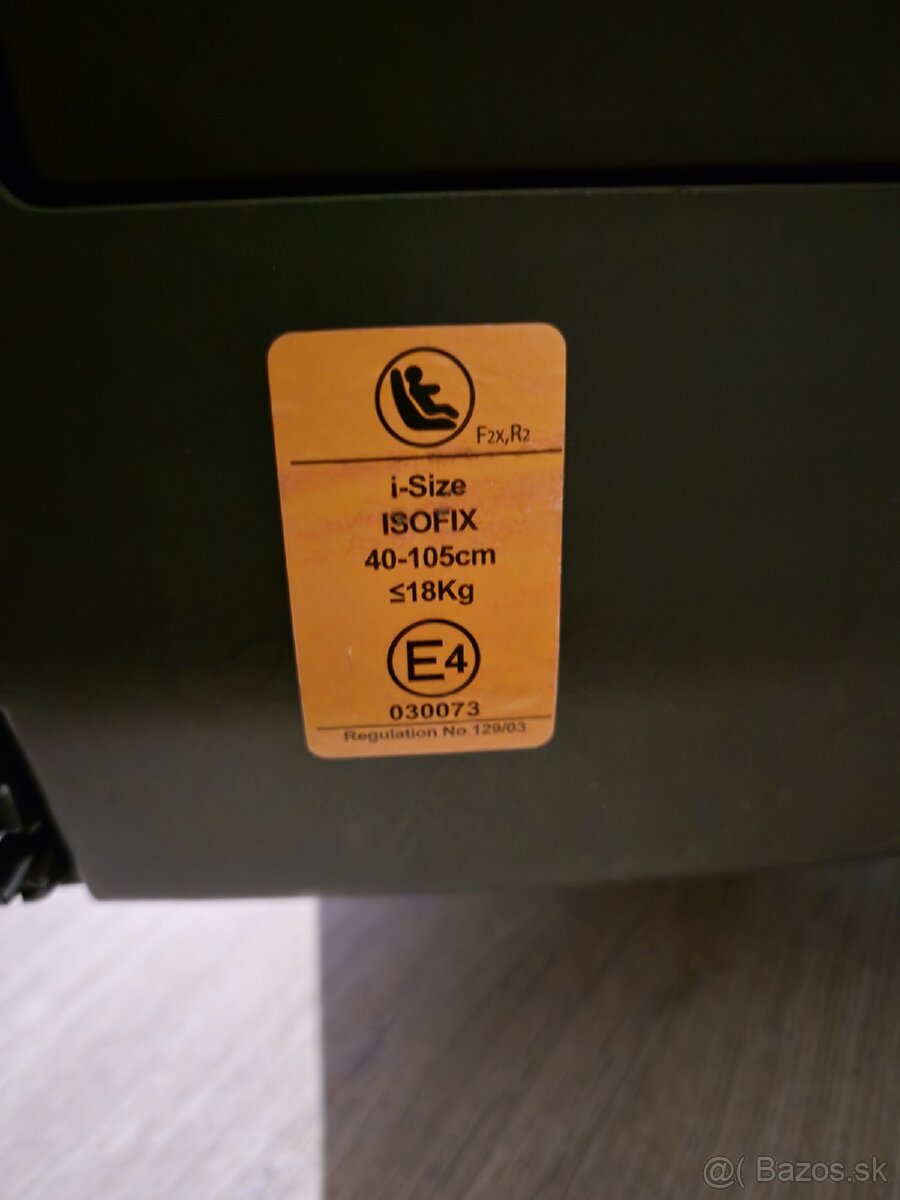 F2X,R2
i-Size
ISOFIX
40-105cm
≤18Kg
E4
030073
Regulation No.129/03
@( Bazos.sk